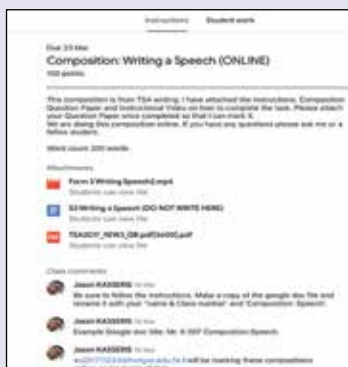 Instructions Student work
Due 23 Mar
Composition: Writing a Speech (ONLINE)
100 points
This composition is from TSA writing. I have attached the Instructions, Composition
Question Paper and Instructional Video on how to complete the task. Please attach
your Question Paper once completed so that I can mark it.
We are doing this composition online. If you have any questions please ask me or a
fellow student.
Word count 200 words.
Attachments
Form 3 Writing Speech2.mp4
Students can view file
S3 Writing a Speech (DO NOT WRITE HERE)
Students can view file
Students can view file
Class comments
Jason KASSERIS
Be sure to follow the instructions. Make a copy of the google doc file and
rename it with your "name & Class number" and "Composition: Speech
Jason KASSERIS
Example Google doc title: Mr. K 007 Composition Speech
Jason KASSERIS
will be marking these compositions